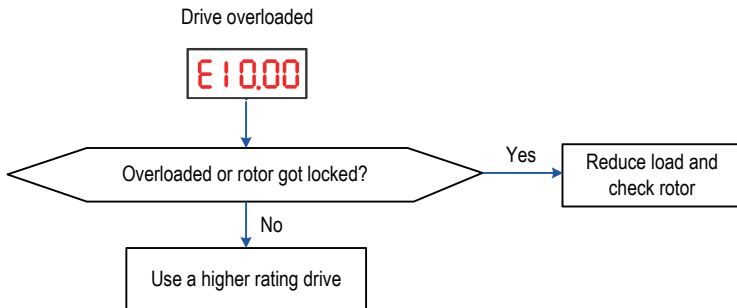 Drive overloaded
E10.00
Overloaded or rotor got locked?
Yes
Reduce load and
check rotor
No
Use a higher rating drive